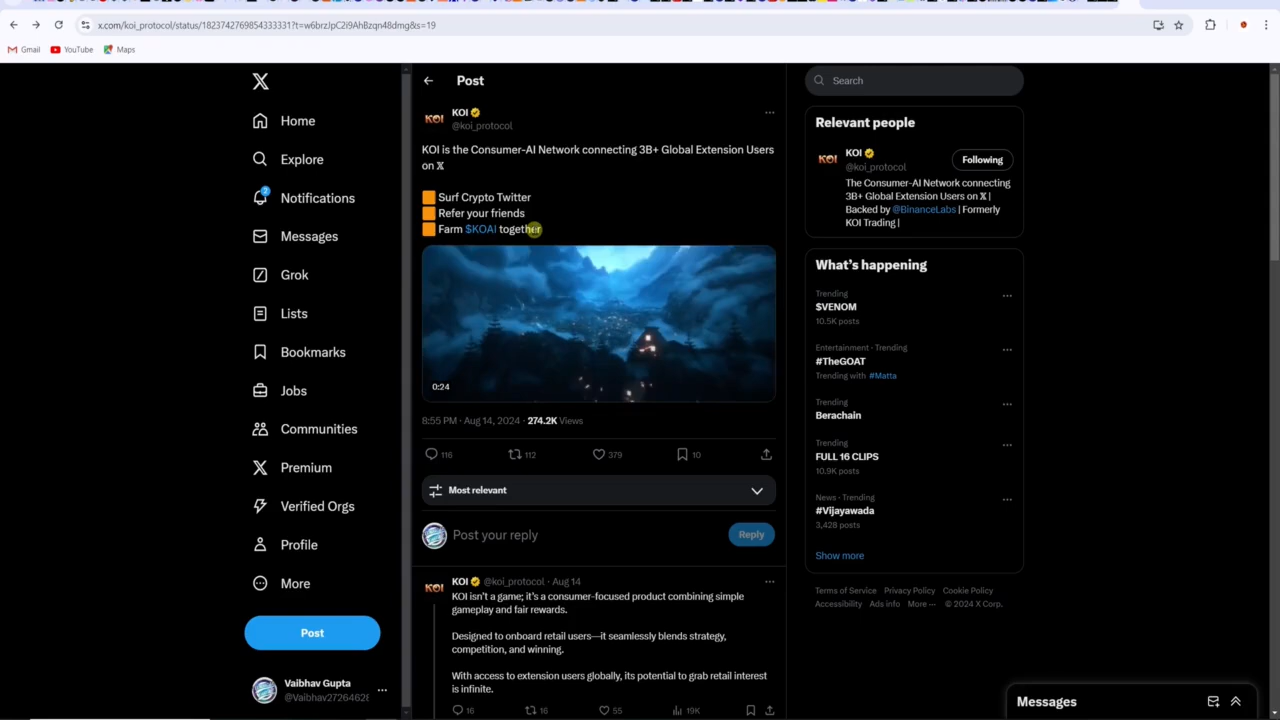 x.com/koi_protocol/status/1823742769854333331?t=w6brzJpC2i9AhBzqn48dmg&s=19
Gmail
YouTube
Maps
Home
Explore
2
Notifications
Messages
Grok
Lists
Bookmarks
Jobs
Communities
Premium
Verified Orgs
Profile
More
Post
Vaibhav Gupta
@Vaibhav2726462
Post
KOI
KOI
@koi_protocol
KOI is the Consumer-AI Network connecting 3B+ Global Extension Users
on 𝕏
Surf Crypto Twitter
Refer your friends
Farm $KOAI together
0:24
8:55 PM · Aug 14, 2024 · 274.2K Views
116
112
379
10
Most relevant
Post your reply
Reply
KOI
KOI @koi_protocol · Aug 14
KOI isn't a game; it's a consumer-focused product combining simple
gameplay and fair rewards.
Designed to onboard retail users—it seamlessly blends strategy,
competition, and winning.
With access to extension users globally, its potential to grab retail interest
is infinite.
16
16
55
19K
Search
Relevant people
KOI
KOI
@koi_protocol
Following
The Consumer-AI Network connecting
3B+ Global Extension Users on 𝕏 |
Backed by @BinanceLabs | Formerly
KOI Trading |
What's happening
Trending
$VENOM
10.5K posts
Entertainment · Trending
#TheGOAT
Trending with #Matta
Trending
Berachain
Trending
FULL 16 CLIPS
10.9K posts
News · Trending
#Vijayawada
3,428 posts
Show more
Terms of Service Privacy Policy Cookie Policy
Accessibility Ads info More ··· © 2024 X Corp.
Messages